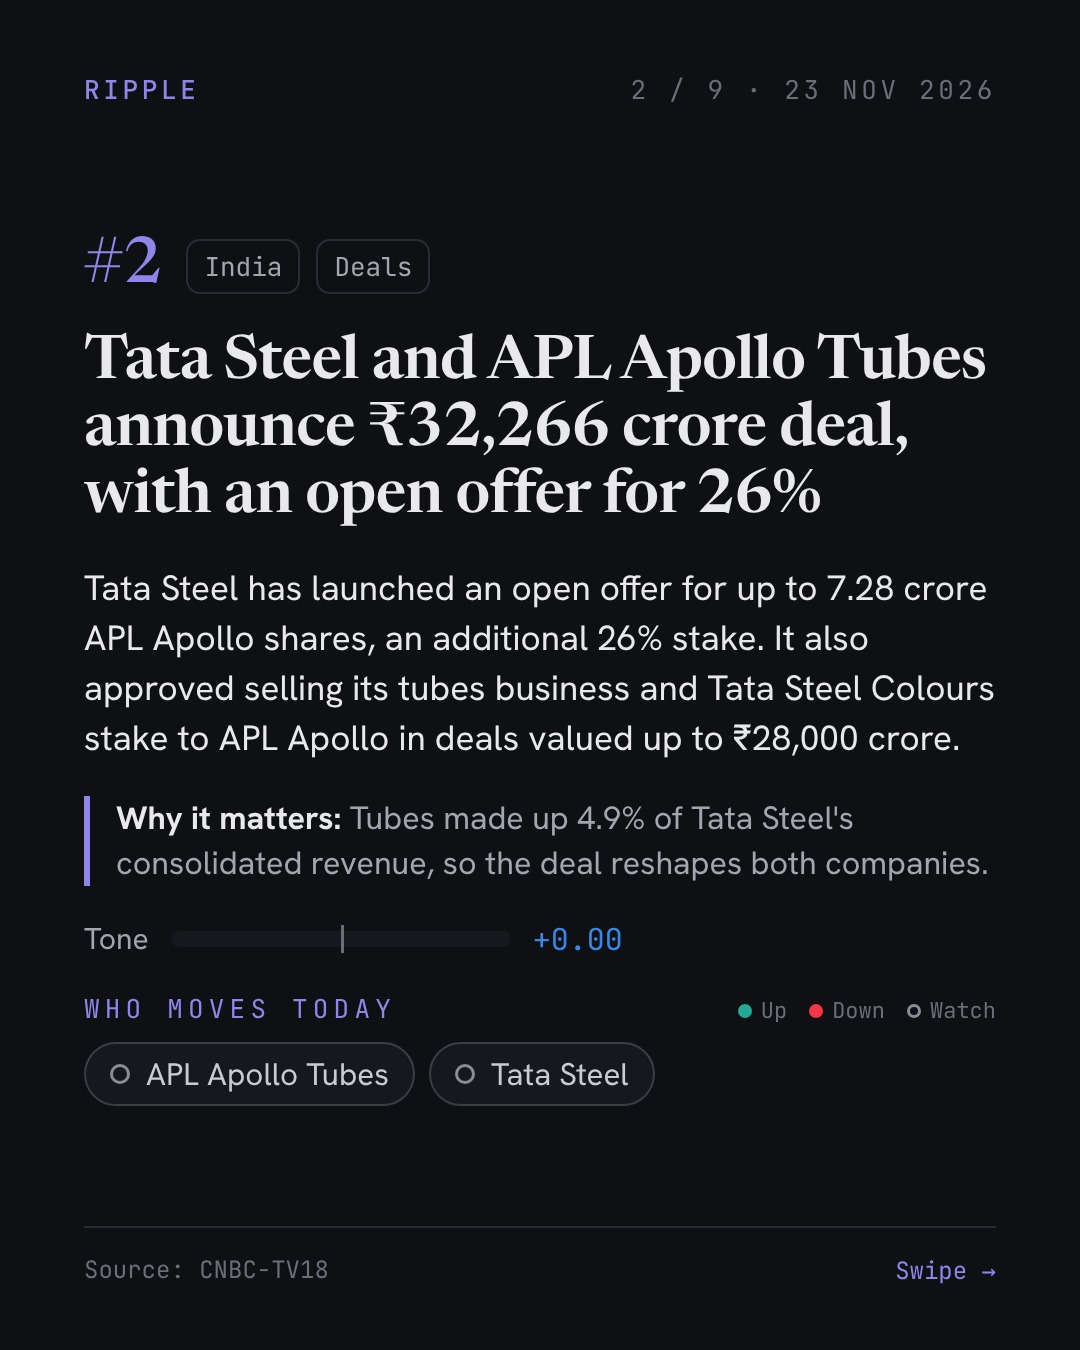 RIPPLE
2 / 9 · 23 NOV 2026
#2 India Deals
Tata Steel and APL Apollo Tubes
announce ₹32,266 crore deal,
with an open offer for 26%
Tata Steel has launched an open offer for up to 7.28 crore
APL Apollo shares, an additional 26% stake. It also
approved selling its tubes business and Tata Steel Colours
stake to APL Apollo in deals valued up to ₹28,000 crore.
Why it matters: Tubes made up 4.9% of Tata Steel's
consolidated revenue, so the deal reshapes both companies.
Tone +0.00
WHO MOVES TODAY
Up Down Watch
APL Apollo Tubes Tata Steel
Source: CNBC-TV18
Swipe →